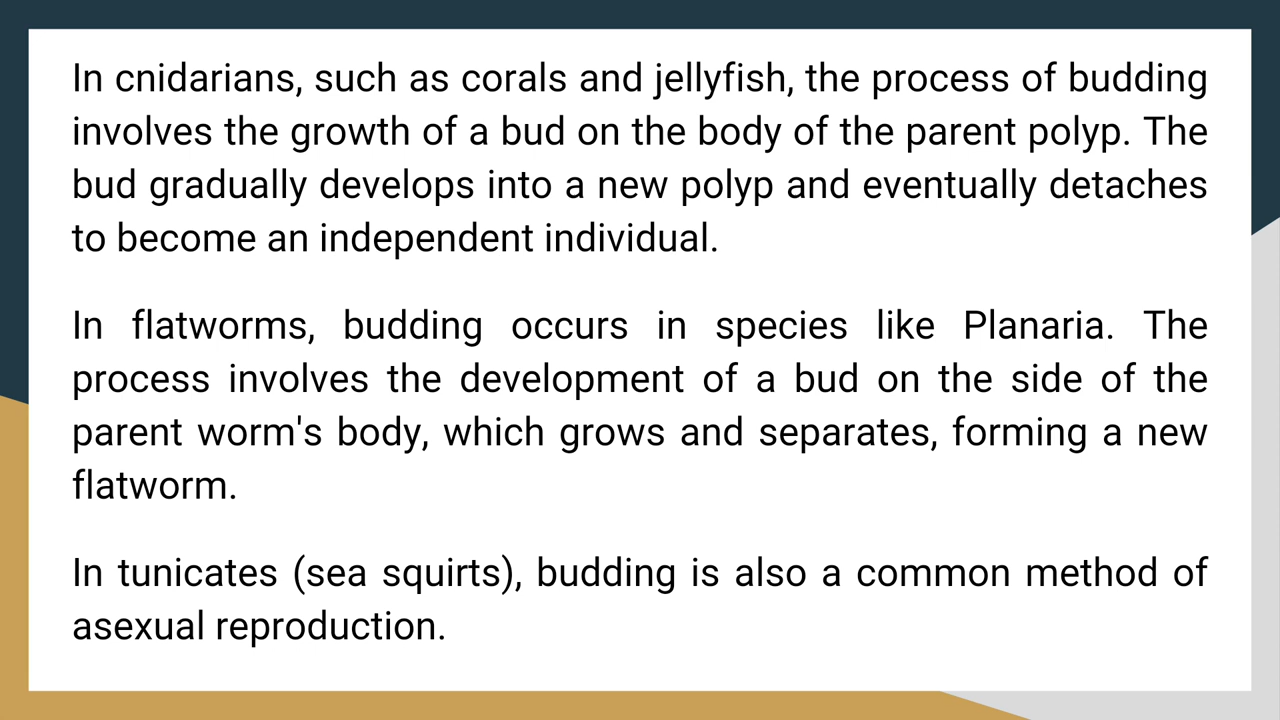 In cnidarians, such as corals and jellyfish, the process of budding
involves the growth of a bud on the body of the parent polyp. The
bud gradually develops into a new polyp and eventually detaches
to become an independent individual.
In flatworms, budding occurs in species like Planaria. The
process involves the development of a bud on the side of the
parent worm's body, which grows and separates, forming a new
flatworm.
In tunicates (sea squirts), budding is also a common method of
asexual reproduction.